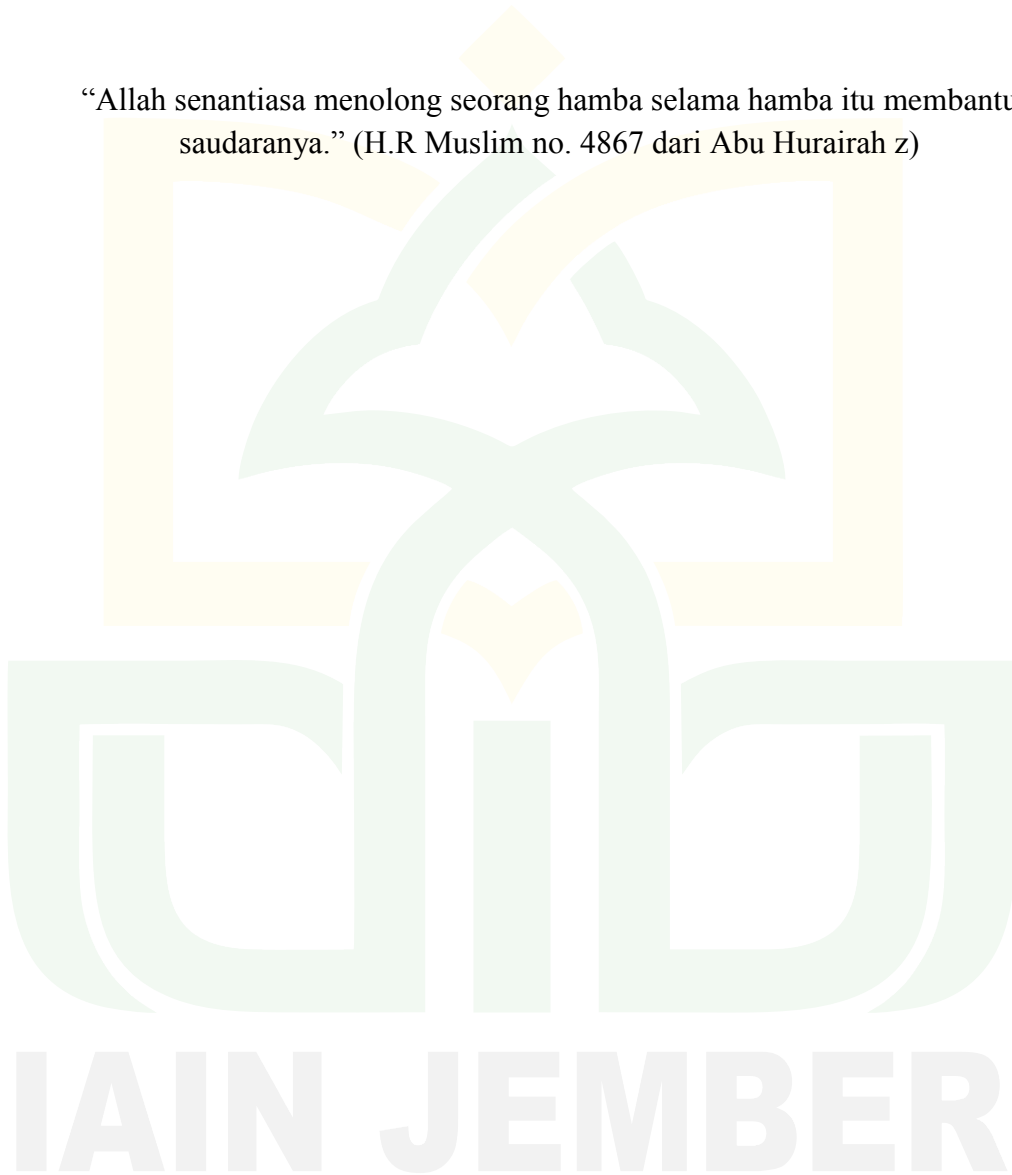 “Allah senantiasa menolong seorang hamba selama hamba itu membantu
saudaranya.” (H.R Muslim no. 4867 dari Abu Hurairah z)
IAIN JEMBER